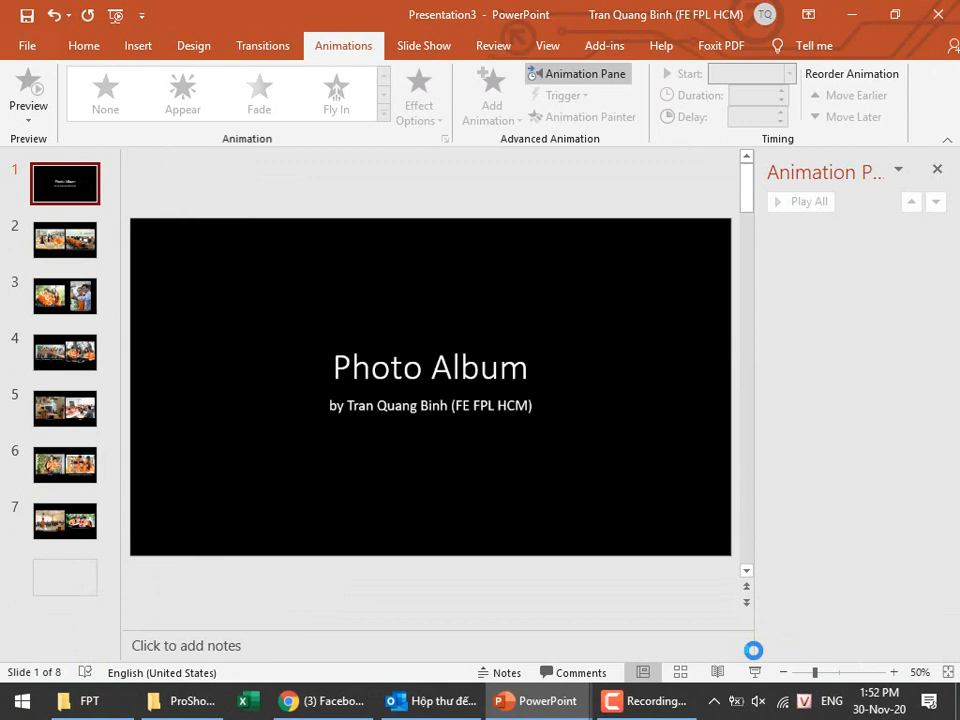 Presentation3 - PowerPoint
Tran Quang Binh (FE FPL HCM)
TQ
File
Home
Insert
Design
Transitions
Animations
Slide Show
Review
View
Add-ins
Help
Foxit PDF
Tell me
Preview
Preview
None
Appear
Fade
Fly In
Effect
Options
Animation
Add
Animation
Animation Pane
Trigger
Animation Painter
Advanced Animation
Start:
Duration:
Delay:
Timing
Reorder Animation
Move Earlier
Move Later
1
2
3
4
5
6
7
Photo Album
by Tran Quang Binh (FE FPL HCM)
Animation P...
Play All
Click to add notes
Slide 1 of 8
English (United States)
Notes
Comments
50%
FPT
ProSho...
(3) Facebo...
Hộp thư đế...
PowerPoint
Recording...
ENG
1:52 PM
30-Nov-20